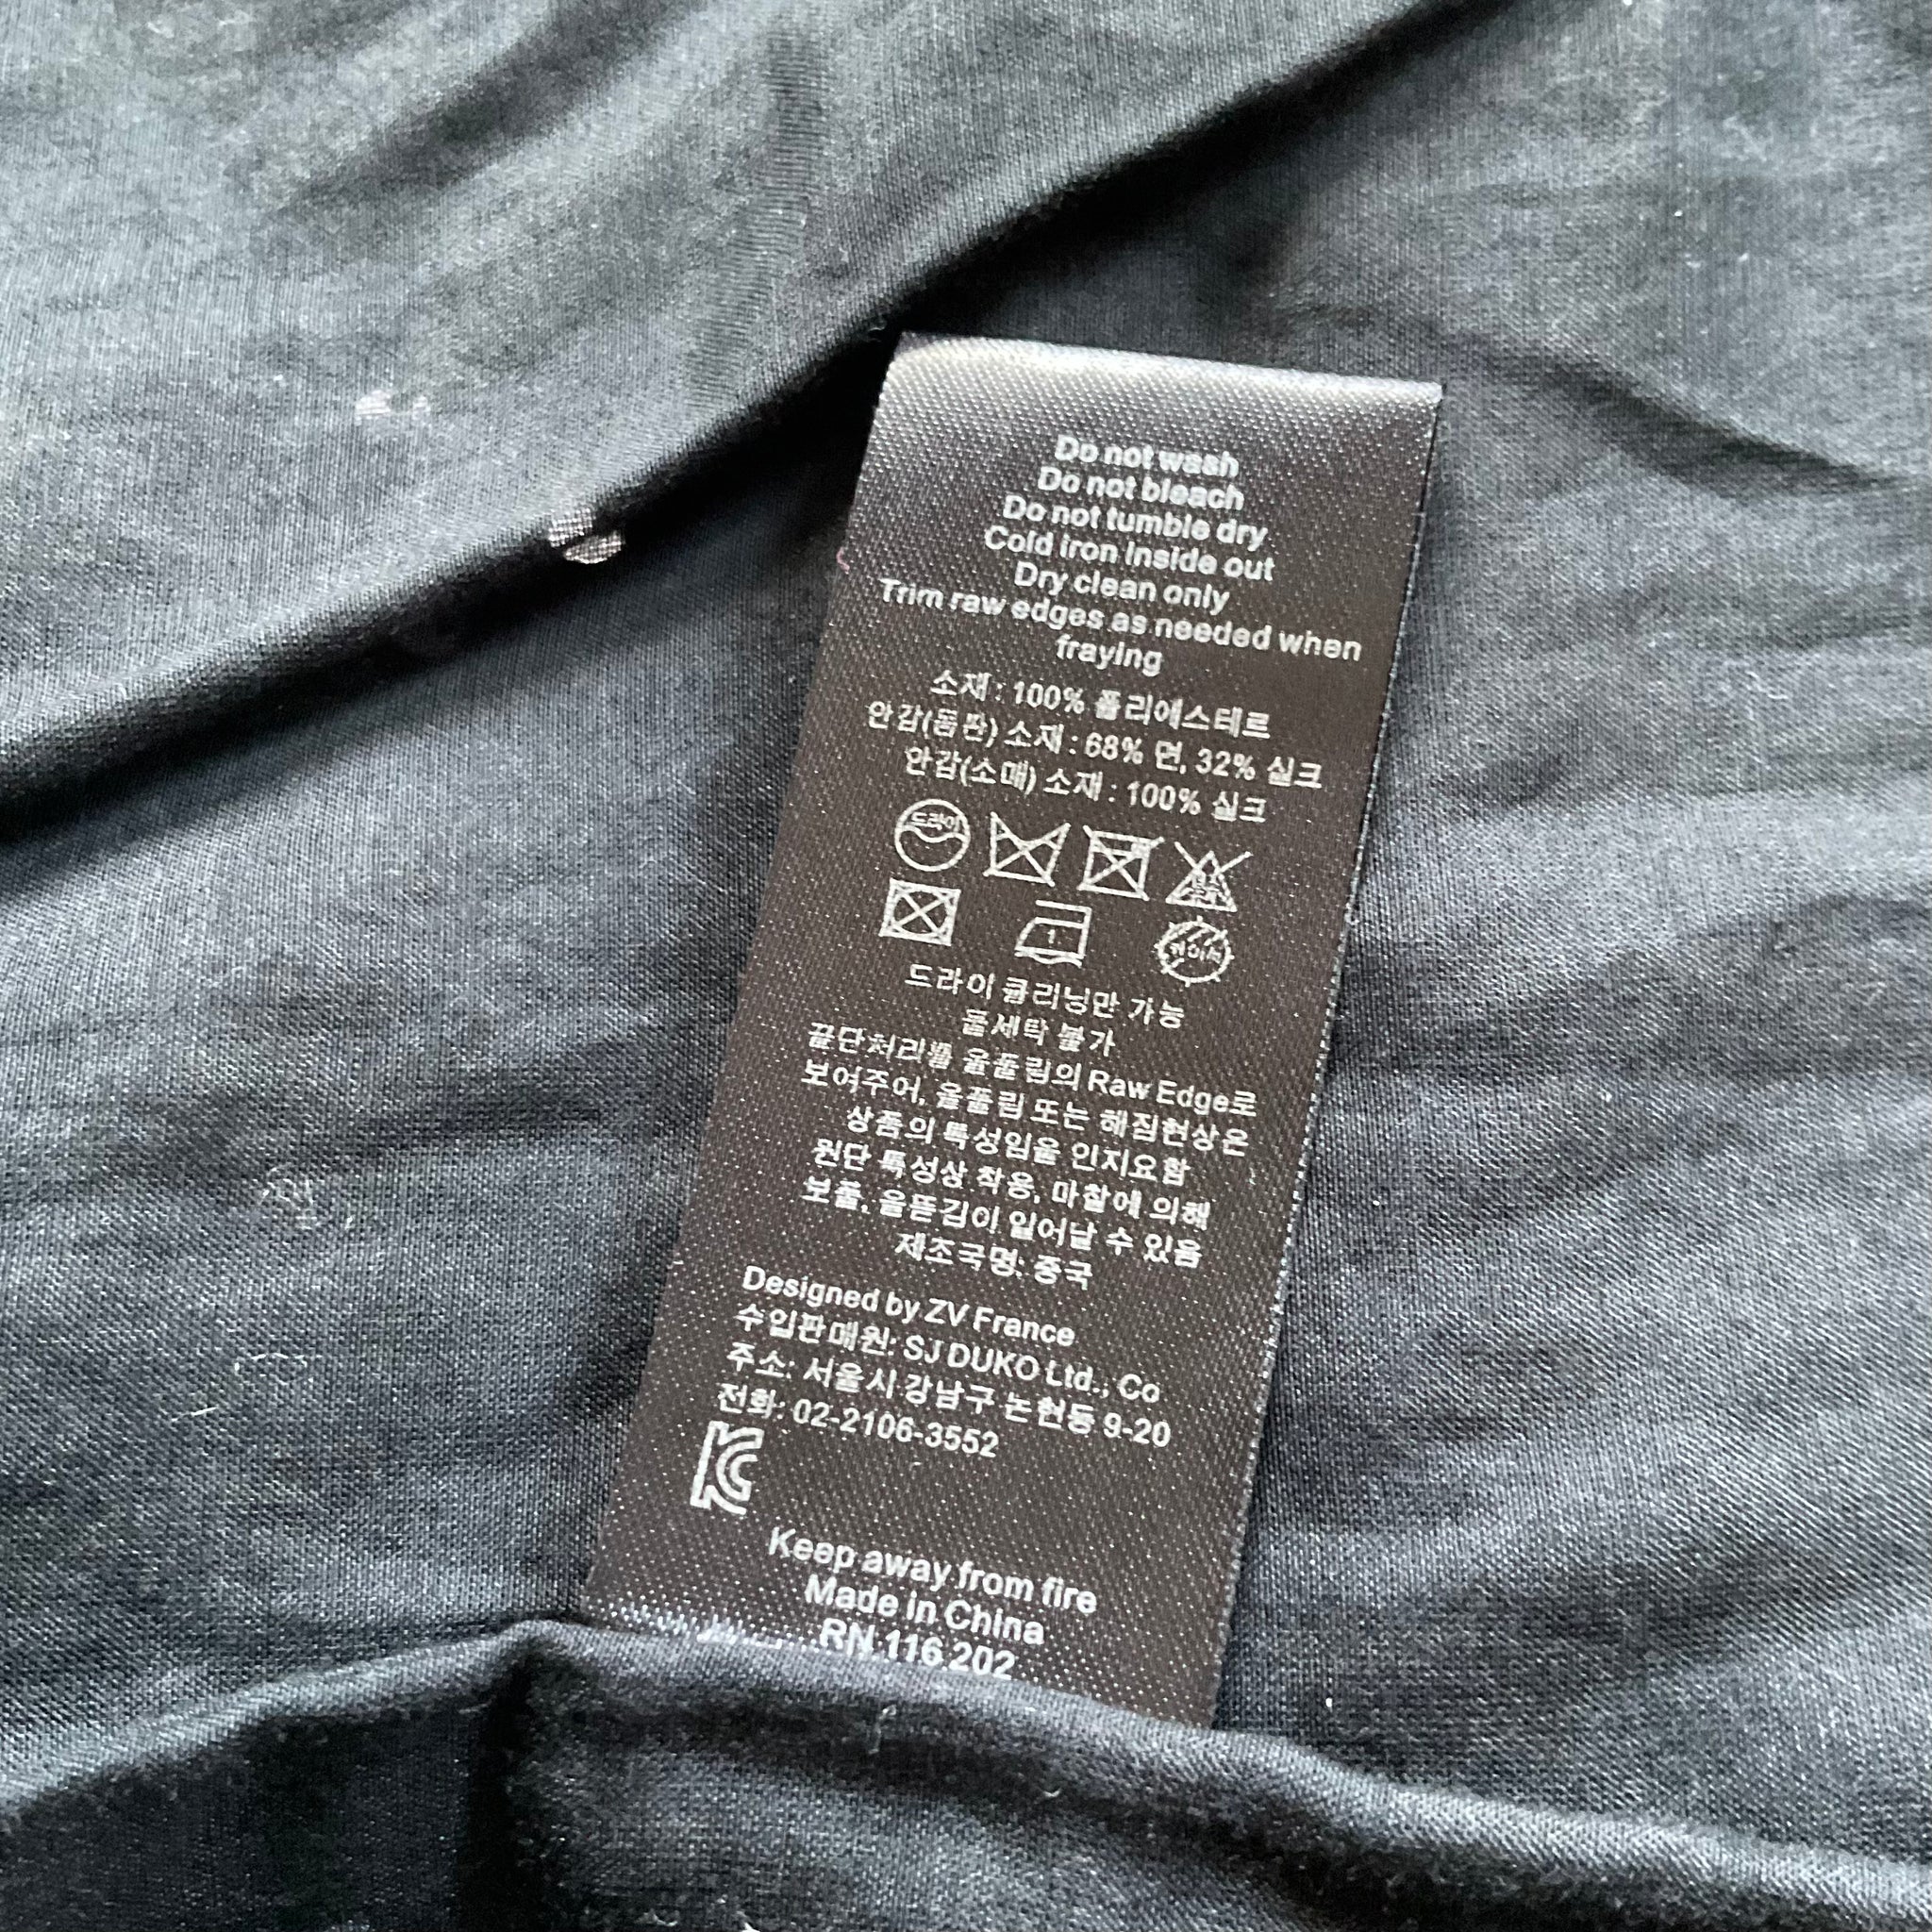 Do not wash
Do not bleach
Do not tumble dry
Cold iron inside out
Dry clean only
Trim raw edges as needed when
fraying
소재 : 100% 폴리에스테르
안감(몸판) 소재 : 68% 면, 32% 실크
안감(소매) 소재 : 100% 실크
드라이
1
드라이 클리닝만 가능
물세탁 불가
끝단처리를 올풀림의 Raw Edge로
보여주어, 올풀림 또는 해짐현상은
상품의 특성임을 인지요함
원단 특성상 착용, 마찰에 의해
보풀, 올뜯김이 일어날 수 있음
제조국명: 중국
Designed by ZV France
수입판매원: SJ DUKO Ltd., Co
주소: 서울시 강남구 논현동 9-20
전화: 02-2106-3552
KC
Keep away from fire
Made in China
RN 116.202